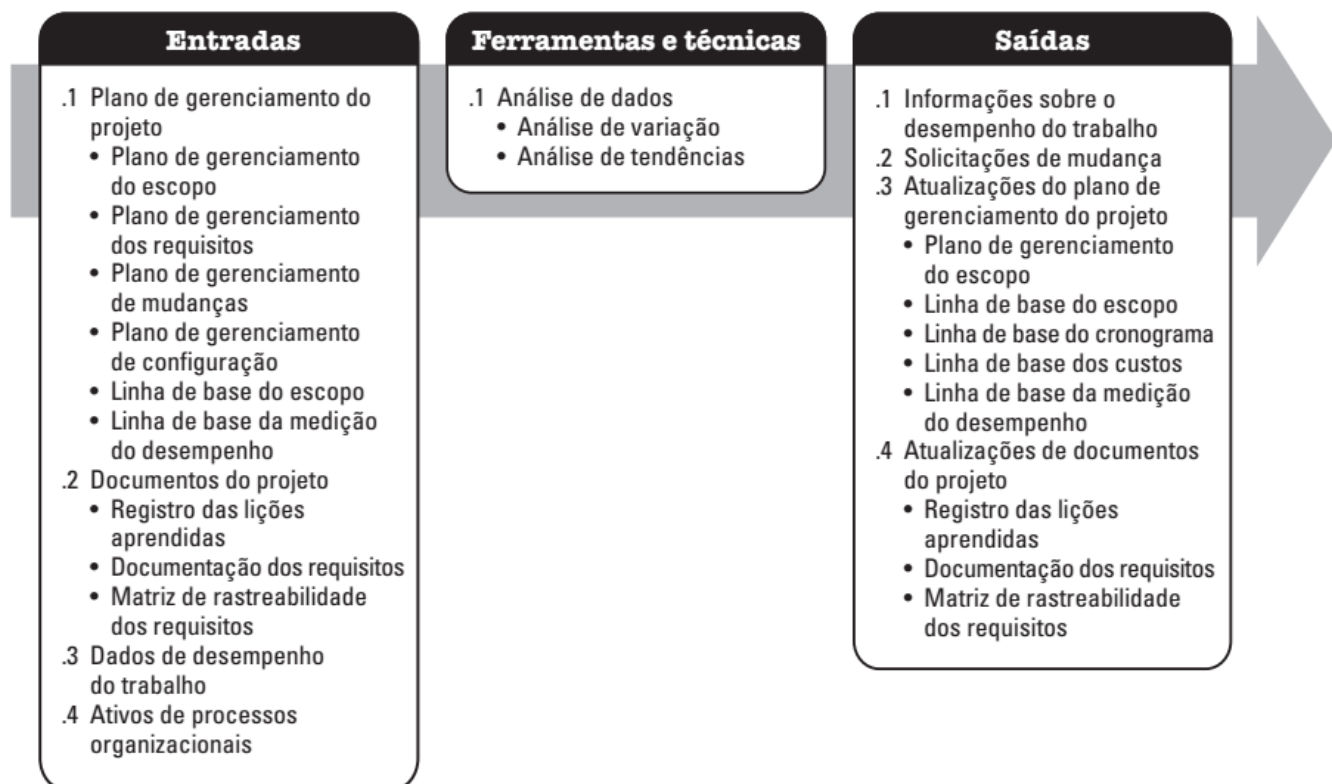 Entradas
.1 Plano de gerenciamento do
projeto
• Plano de gerenciamento
do escopo
• Plano de gerenciamento
dos requisitos
• Plano de gerenciamento
de mudanças
• Plano de gerenciamento
de configuração
• Linha de base do escopo
• Linha de base da medição
do desempenho
.2 Documentos do projeto
• Registro das lições
aprendidas
• Documentação dos requisitos
• Matriz de rastreabilidade
dos requisitos
.3 Dados de desempenho
do trabalho
.4 Ativos de processos
organizacionais
Ferramentas e técnicas
.1 Análise de dados
• Análise de variação
• Análise de tendências
Saídas
.1 Informações sobre o
desempenho do trabalho
.2 Solicitações de mudança
.3 Atualizações do plano de
gerenciamento do projeto
• Plano de gerenciamento
do escopo
• Linha de base do escopo
• Linha de base do cronograma
• Linha de base dos custos
• Linha de base da medição
do desempenho
.4 Atualizações de documentos
do projeto
• Registro das lições
aprendidas
• Documentação dos requisitos
• Matriz de rastreabilidade
dos requisitos